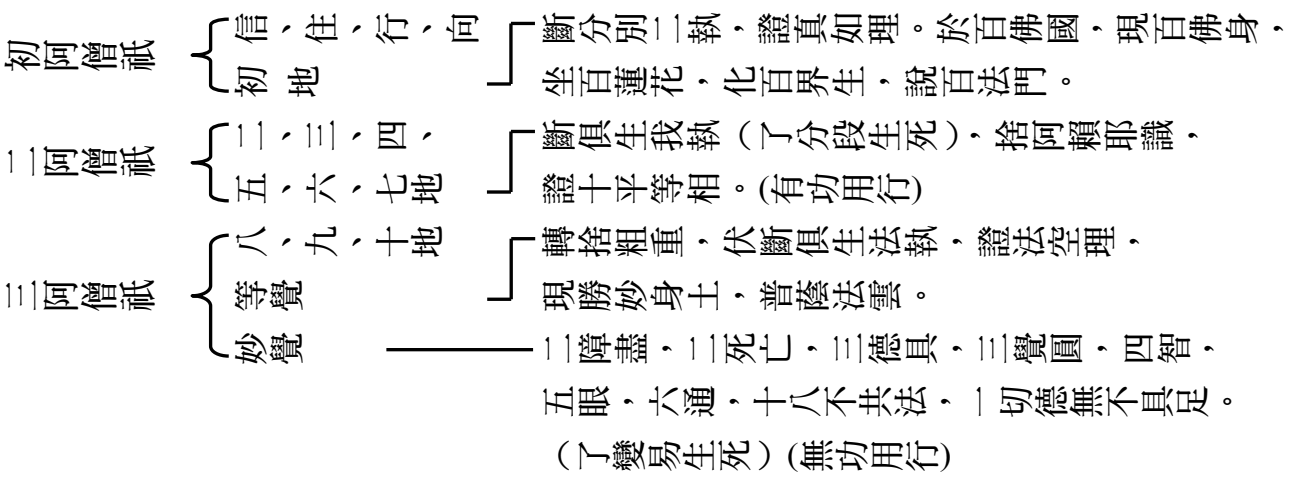 初阿僧祇
信、住、行、向
初地
斷分別二執，證真如理。於百佛國，現百佛身，
坐百蓮花，化百界生，說百法門。
二阿僧祇
二、三、四、
五、六、七地
斷俱生我執（了分段生死），捨阿賴耶識，
證十平等相。(有功用行)
三阿僧祇
八、九、十地
等覺
轉捨粗重，伏斷俱生法執，證法空理，
現勝妙身土，普蔭法雲。
妙覺
二障盡，二死亡，三德具，三覺圓，四智，
五眼，六通，十八不共法，一切德無不具足。
（了變易生死）(無功用行)